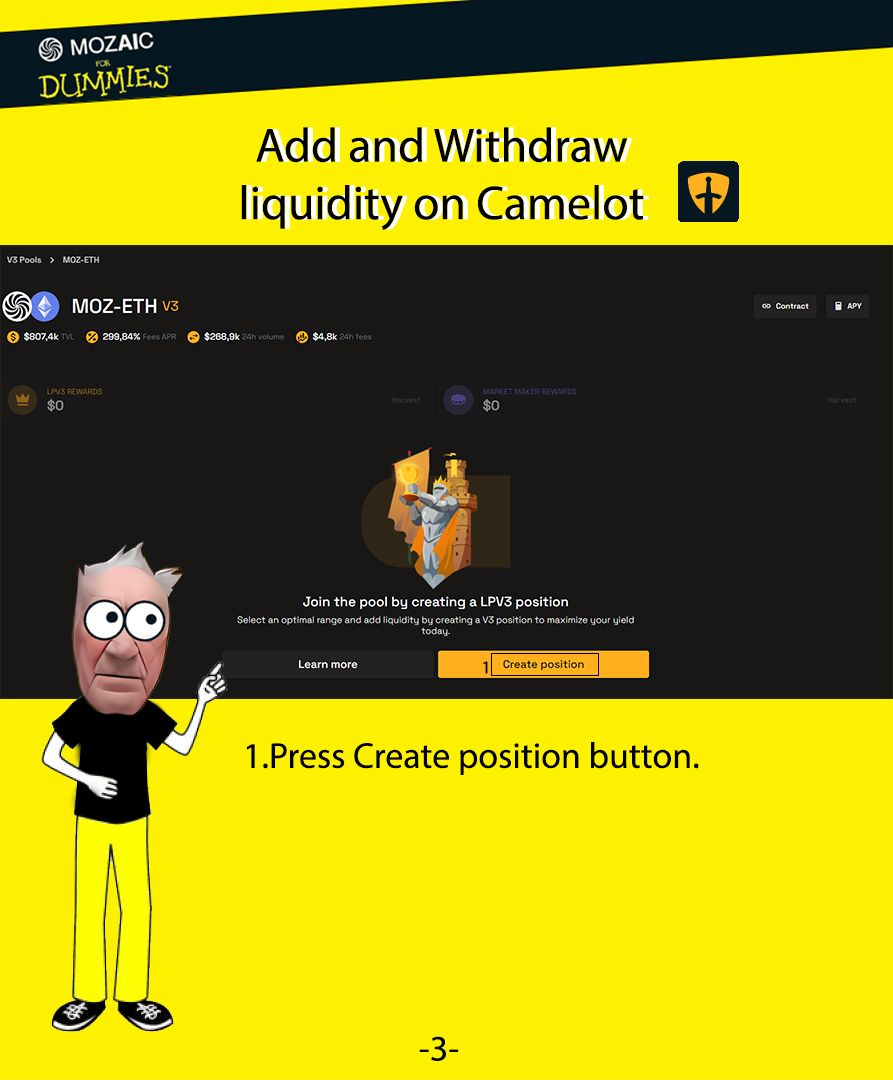 MOZAIC
FOR
DUMMIES
Add and Withdraw
liquidity on Camelot
V3 Pools > MOZ-ETH
MOZ-ETH V3
Contract
APY
$807,4k TVL 299,84% Fees APR $268,9k 24h volume $4,8k 24h fees
LPV3 REWARDS
$0
Harvest
MARKET MAKER REWARDS
$0
Harvest
Join the pool by creating a LPV3 position
Select an optimal range and add liquidity by creating a V3 position to maximize your yield
today.
Learn more
1 Create position
1.Press Create position button.
-3-